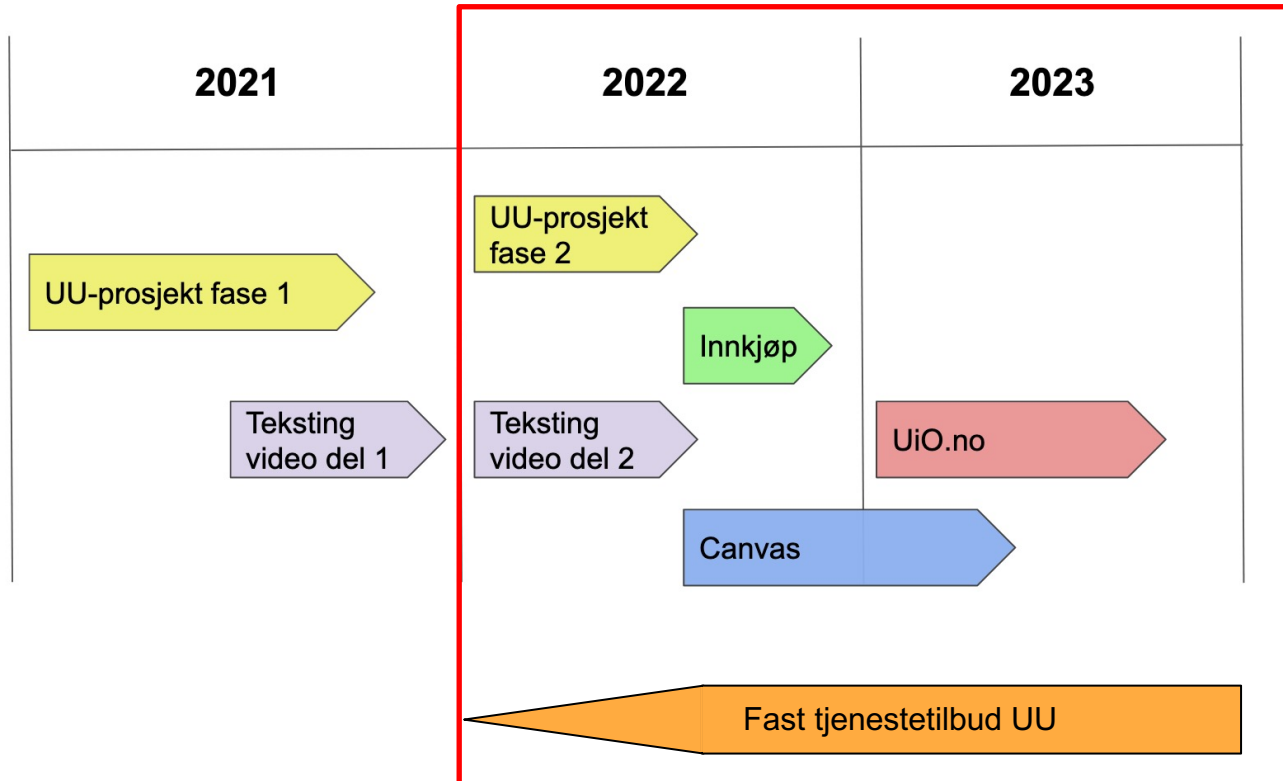 2021
2022
2023
UU-prosjekt
fase 2
UU-prosjekt fase 1
Innkjøp
Teksting
video del 1
Teksting
video del 2
UiO.no
Canvas
Fast tjenestetilbud UU